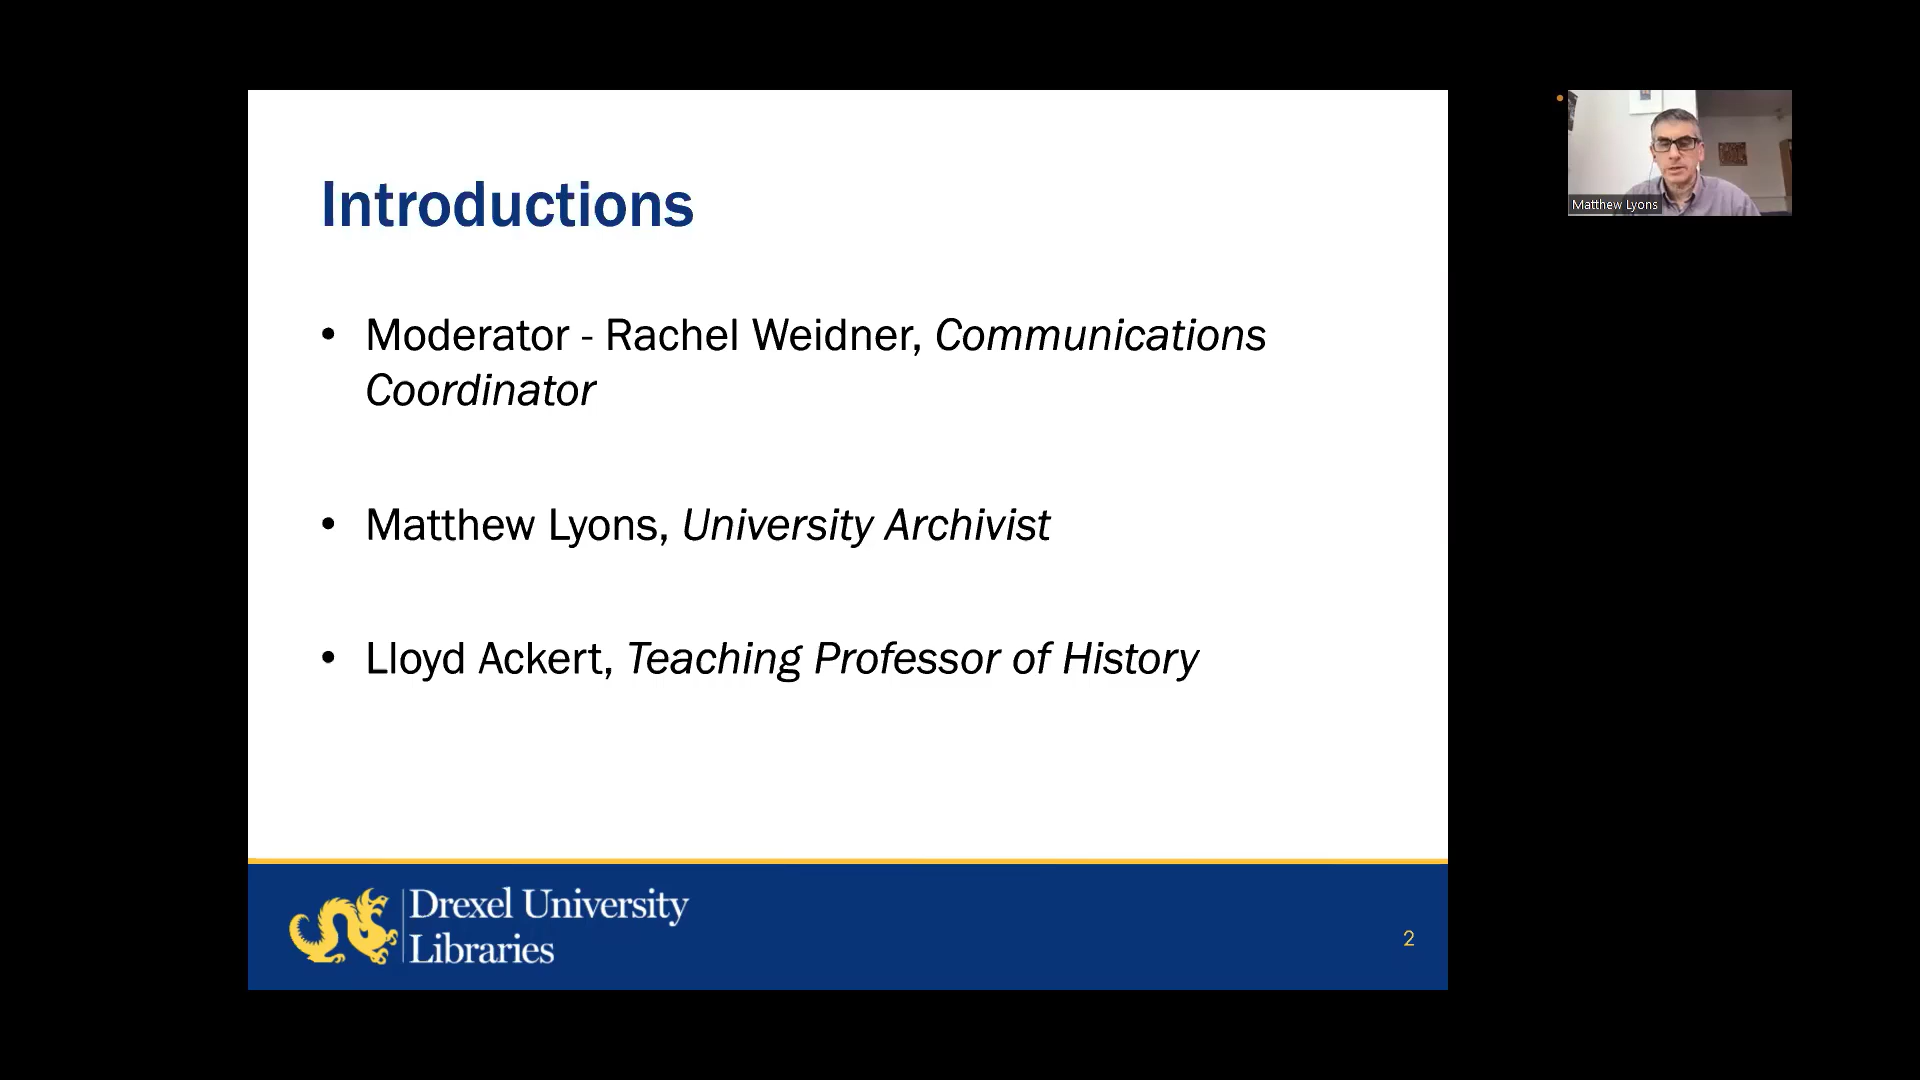 Introductions
• Moderator - Rachel Weidner, Communications
Coordinator
• Matthew Lyons, University Archivist
• Lloyd Ackert, Teaching Professor of History
Drexel University
Libraries
2
Matthew Lyons